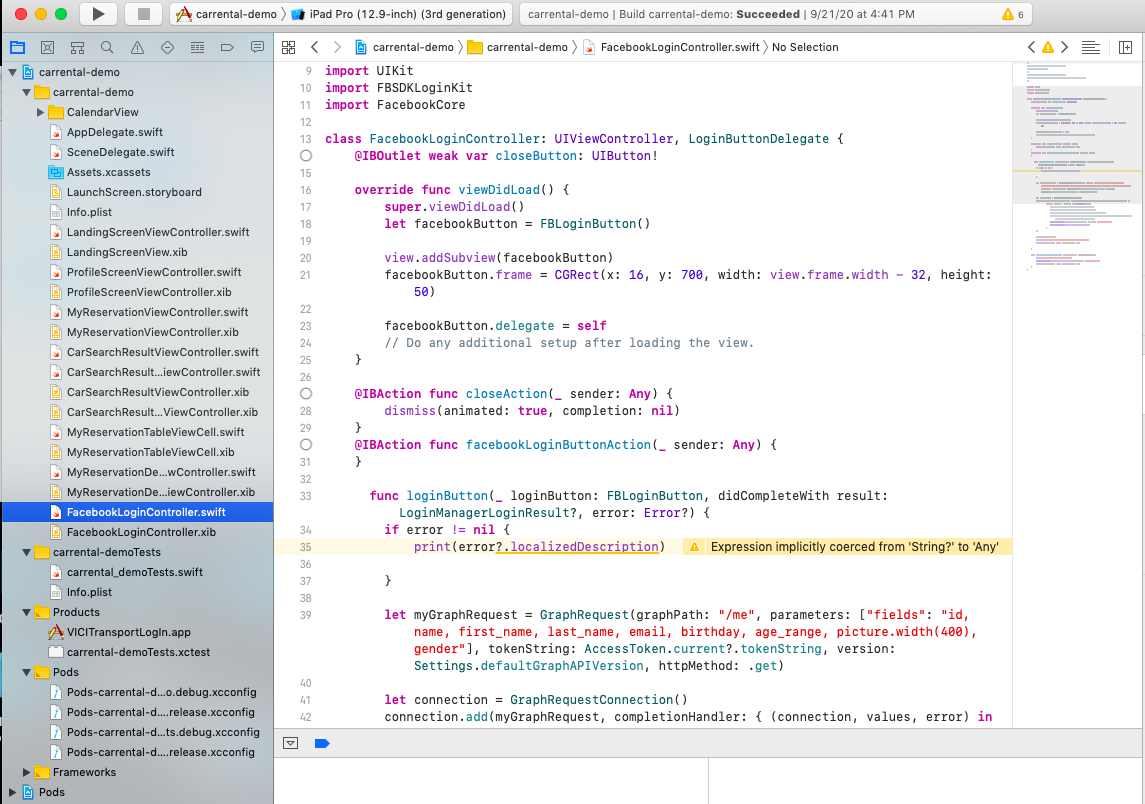 carrental-demo 〉 iPad Pro (12.9-inch) (3rd generation)
carrental-demo | Build carrental-demo: Succeeded | 9/21/20 at 4:41 PM
6
carrental-demo 〉 carrental-demo 〉 FacebookLoginController.swift 〉 No Selection
carrental-demo
carrental-demo
CalendarView
AppDelegate.swift
SceneDelegate.swift
Assets.xcassets
LaunchScreen.storyboard
Info.plist
LandingScreenViewController.swift
LandingScreenView.xib
ProfileScreenViewController.swift
ProfileScreenViewController.xib
MyReservationViewController.swift
MyReservationViewController.xib
CarSearchResultViewController.swift
CarSearchResult...iewController.swift
CarSearchResultViewController.xib
CarSearchResult...ViewController.xib
MyReservationTableViewCell.swift
MyReservationTableViewCell.xib
MyReservationDe...wController.swift
MyReservationDe...iewController.xib
FacebookLoginController.swift
FacebookLoginController.xib
carrental-demoTests
carrental_demoTests.swift
Info.plist
Products
VICITransportLogIn.app
carrental-demoTests.xctest
Pods
Pods-carrental-d...o.debug.xcconfig
Pods-carrental-d....release.xcconfig
Pods-carrental-d...ts.debug.xcconfig
Pods-carrental-d....release.xcconfig
Frameworks
Pods
9 import UIKit
10 import FBSDKLoginKit
11 import FacebookCore
12
13 class FacebookLoginController: UIViewController, LoginButtonDelegate {
@IBOutlet weak var closeButton: UIButton!
15
16 override func viewDidLoad() {
17 super.viewDidLoad()
18 let facebookButton = FBLoginButton()
19
20 view.addSubview(facebookButton)
21 facebookButton.frame = CGRect(x: 16, y: 700, width: view.frame.width - 32, height:
50)
22
23 facebookButton.delegate = self
24 // Do any additional setup after loading the view.
25 }
26
@IBAction func closeAction(_ sender: Any) {
28 dismiss(animated: true, completion: nil)
29 }
@IBAction func facebookLoginButtonAction(_ sender: Any) {
31 }
32
33 func loginButton(_ loginButton: FBLoginButton, didCompleteWith result:
LoginManagerLoginResult?, error: Error?) {
34 if error != nil {
35 print(error?.localizedDescription) Expression implicitly coerced from 'String?' to 'Any'
36
37 }
38
39 let myGraphRequest = GraphRequest(graphPath: "/me", parameters: ["fields": "id,
name, first_name, last_name, email, birthday, age_range, picture.width(400),
gender"], tokenString: AccessToken.current?.tokenString, version:
Settings.defaultGraphAPIVersion, httpMethod: .get)
40
41 let connection = GraphRequestConnection()
42 connection.add(myGraphRequest, completionHandler: { (connection, values, error) in